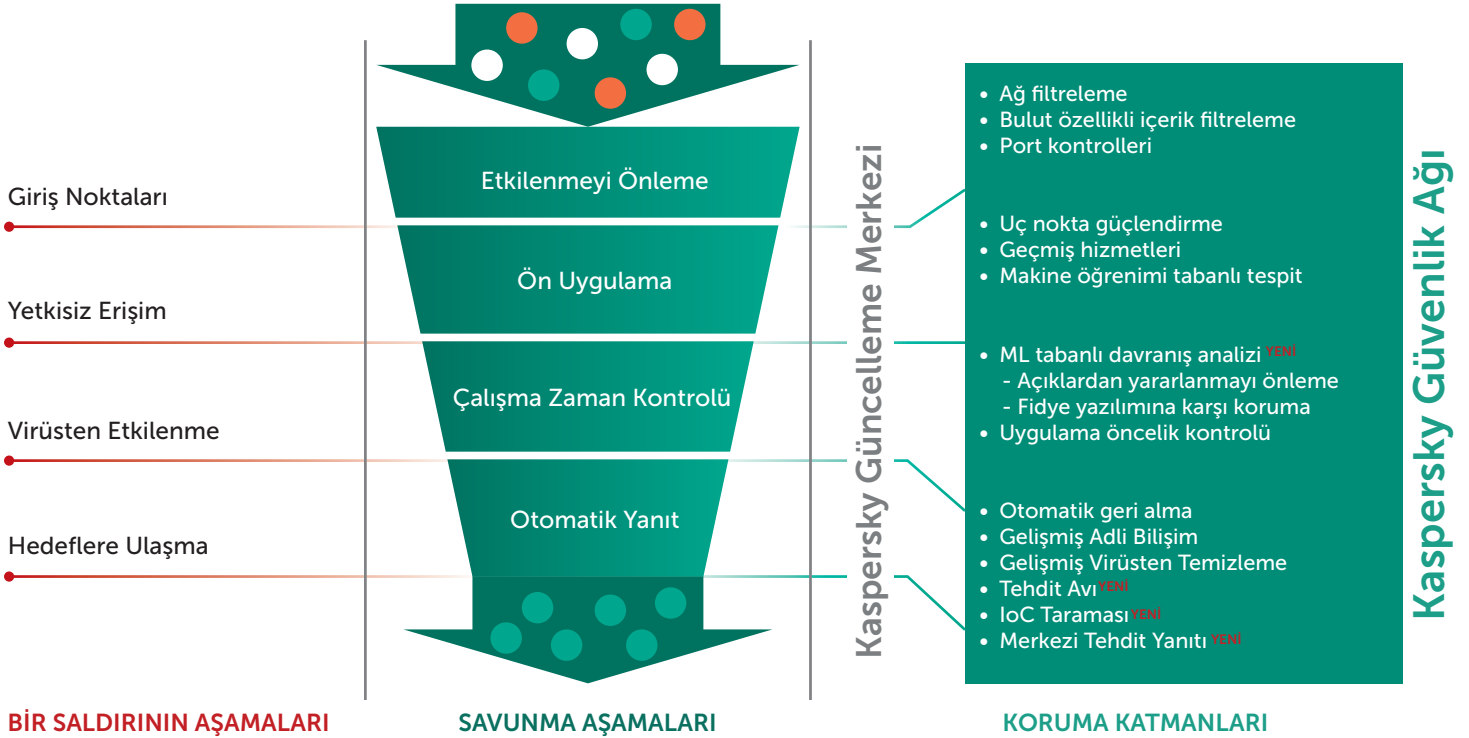 Giriş Noktaları
Yetkisiz Erişim
Virüsten Etkilenme
Hedeflere Ulaşma
BİR SALDIRININ AŞAMALARI
Etkilenmeyi Önleme
Ön Uygulama
Çalışma Zaman Kontrolü
Otomatik Yanıt
SAVUNMA AŞAMALARI
Kaspersky Güncelleme Merkezi
• Ağ filtreleme
• Bulut özellikli içerik filtreleme
• Port kontrolleri
• Uç nokta güçlendirme
• Geçmiş hizmetleri
• Makine öğrenimi tabanlı tespit
• ML tabanlı davranış analizi YENİ
- Açıklardan yararlanmayı önleme
- Fidye yazılımına karşı koruma
• Uygulama öncelik kontrolü
• Otomatik geri alma
• Gelişmiş Adli Bilişim
• Gelişmiş Virüsten Temizleme
• Tehdit Avı YENİ
• IoC Taraması YENİ
• Merkezi Tehdit Yanıtı YENİ
KORUMA KATMANLARI
Kaspersky Güvenlik Ağı